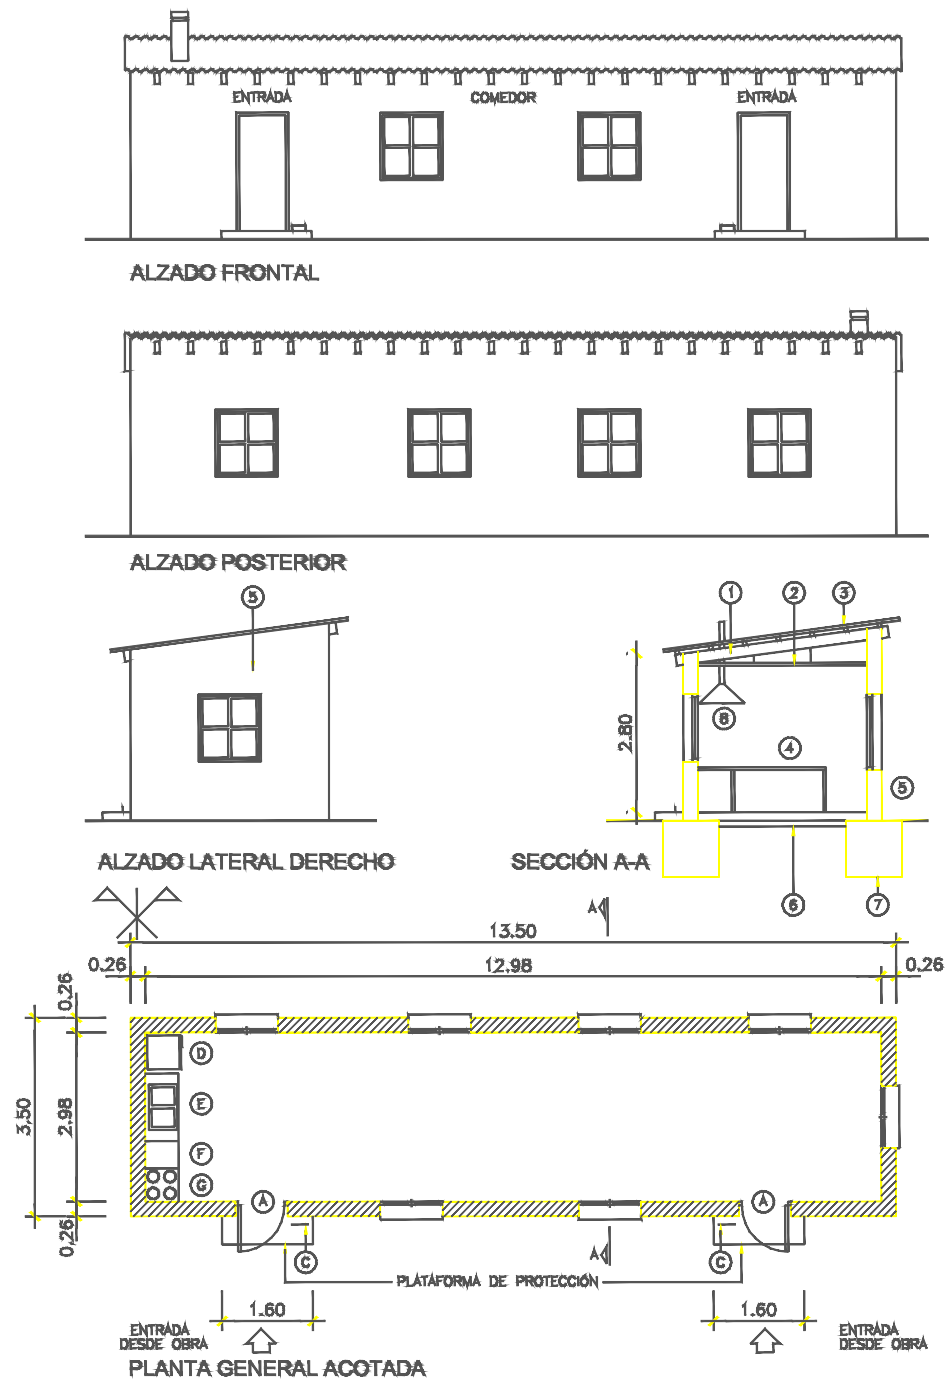 ENTRADA
COMEDOR
ENTRADA
ALZADO FRONTAL
ALZADO POSTERIOR
5
1
2
3
2.80
8
4
5
ALZADO LATERAL DERECHO
SECCIÓN A-A
6
7
A
13.50
0.26
12.98
0.26
0.26
3.50
2.98
0.26
D
E
F
G
A
A
C
A
C
PLATAFORMA DE PROTECCIÓN
1.60
1.60
ENTRADA
DESDE OBRA
ENTRADA
DESDE OBRA
PLANTA GENERAL ACOTADA